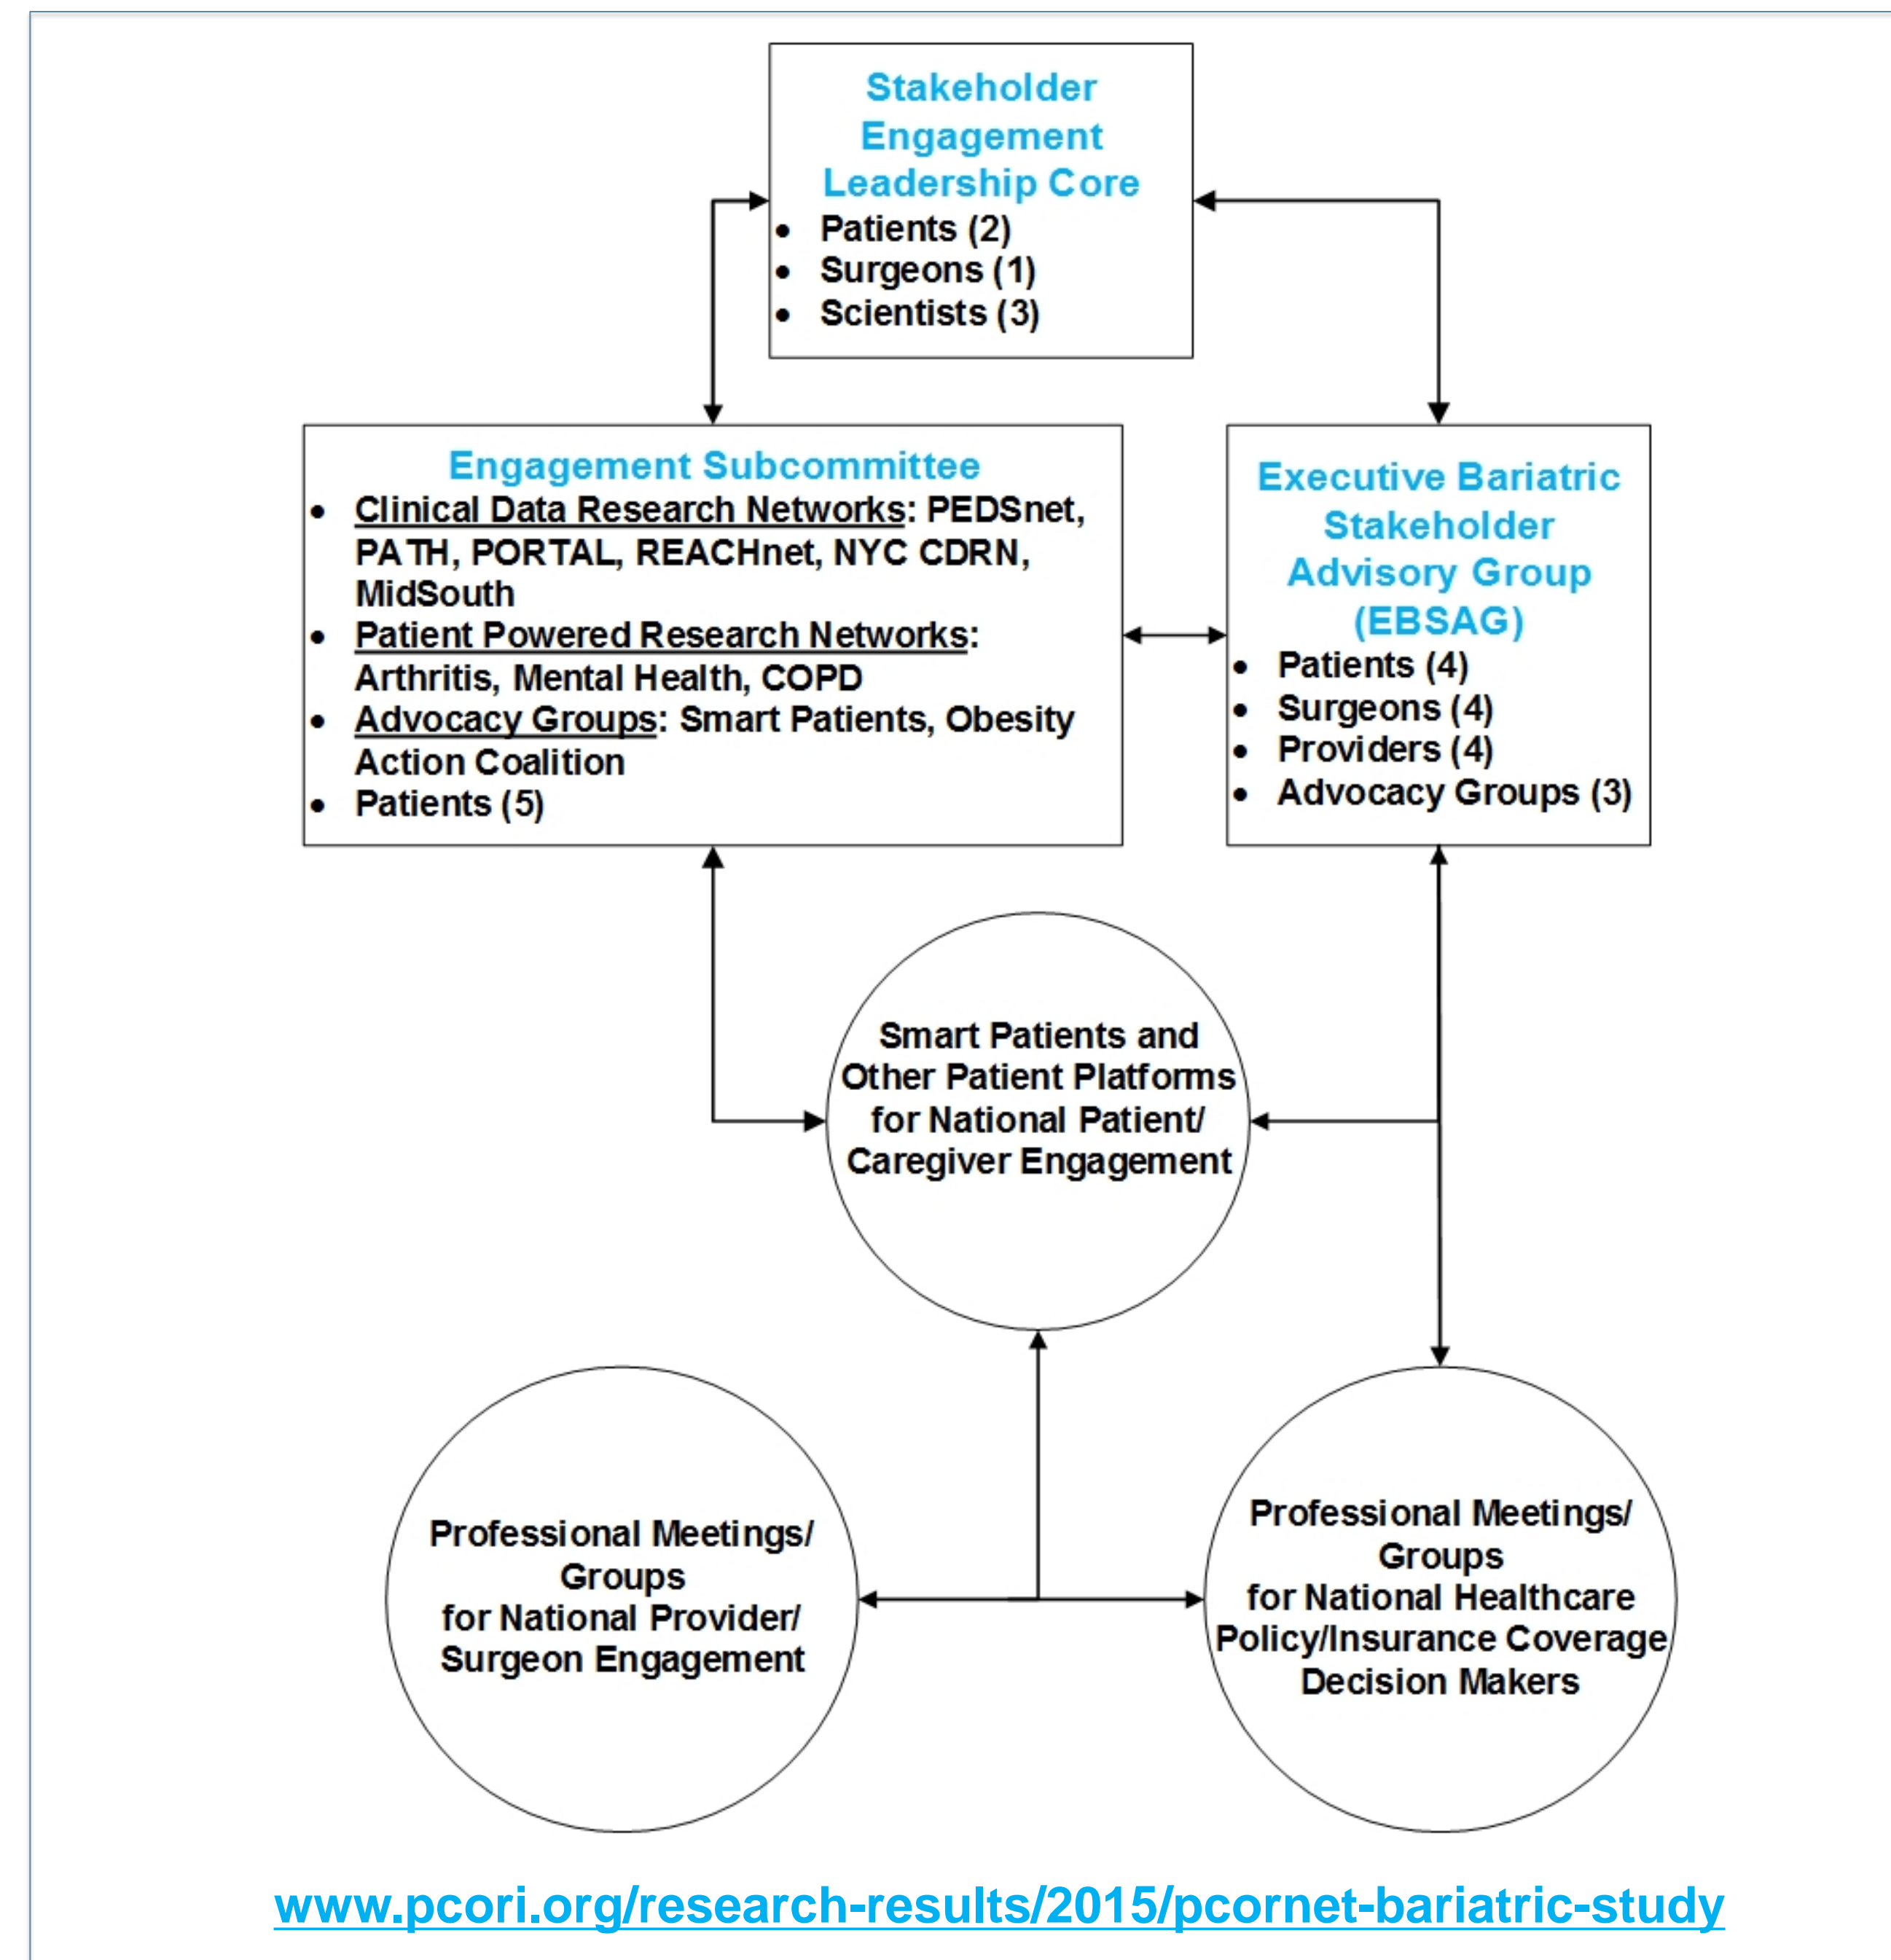 Stakeholder
Engagement
Leadership Core
• Patients (2)
• Surgeons (1)
• Scientists (3)
Engagement Subcommittee
• Clinical Data Research Networks: PEDSnet,
PATH, PORTAL, REACHnet, NYC CDRN,
MidSouth
• Patient Powered Research Networks:
Arthritis, Mental Health, COPD
• Advocacy Groups: Smart Patients, Obesity
Action Coalition
• Patients (5)
Executive Bariatric
Stakeholder
Advisory Group
(EBSAG)
• Patients (4)
• Surgeons (4)
• Providers (4)
• Advocacy Groups (3)
Smart Patients and
Other Patient Platforms
for National Patient/
Caregiver Engagement
Professional Meetings/
Groups
for National Provider/
Surgeon Engagement
Professional Meetings/
Groups
for National Healthcare
Policy/Insurance Coverage
Decision Makers
www.pcori.org/research-results/2015/pcornet-bariatric-study